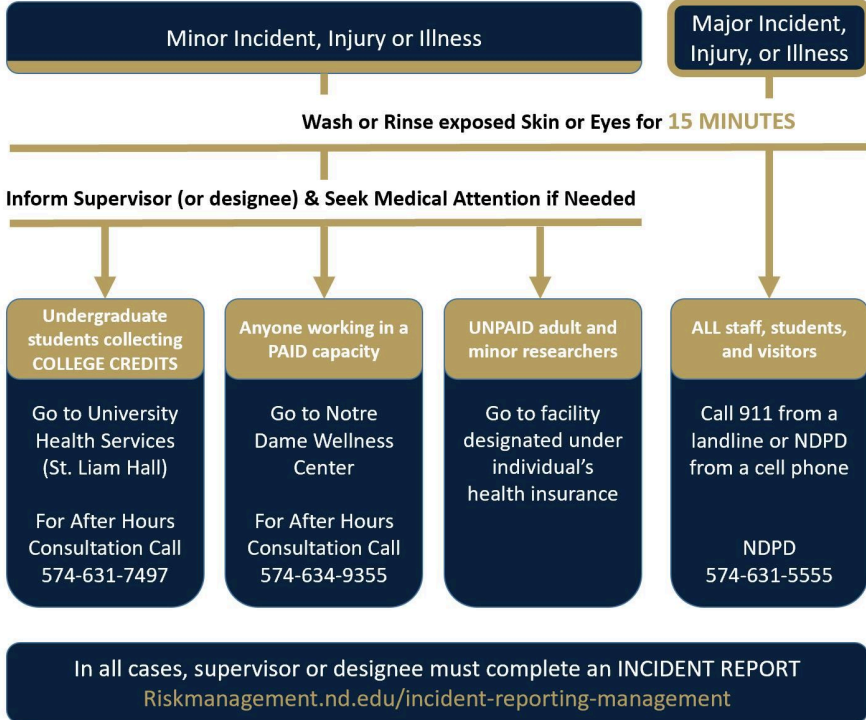 Minor Incident, Injury or Illness
Major Incident,
Injury, or Illness
Wash or Rinse exposed Skin or Eyes for 15 MINUTES
Inform Supervisor (or designee) & Seek Medical Attention if Needed
Undergraduate
students collecting
COLLEGE CREDITS
Go to University
Health Services
(St. Liam Hall)
For After Hours
Consultation Call
574-631-7497
Anyone working in a
PAID capacity
Go to Notre
Dame Wellness
Center
For After Hours
Consultation Call
574-634-9355
UNPAID adult and
minor researchers
Go to facility
designated under
individual's
health insurance
ALL staff, students,
and visitors
Call 911 from a
landline or NDPD
from a cell phone
NDPD
574-631-5555
In all cases, supervisor or designee must complete an INCIDENT REPORT
Riskmanagement.nd.edu/incident-reporting-management